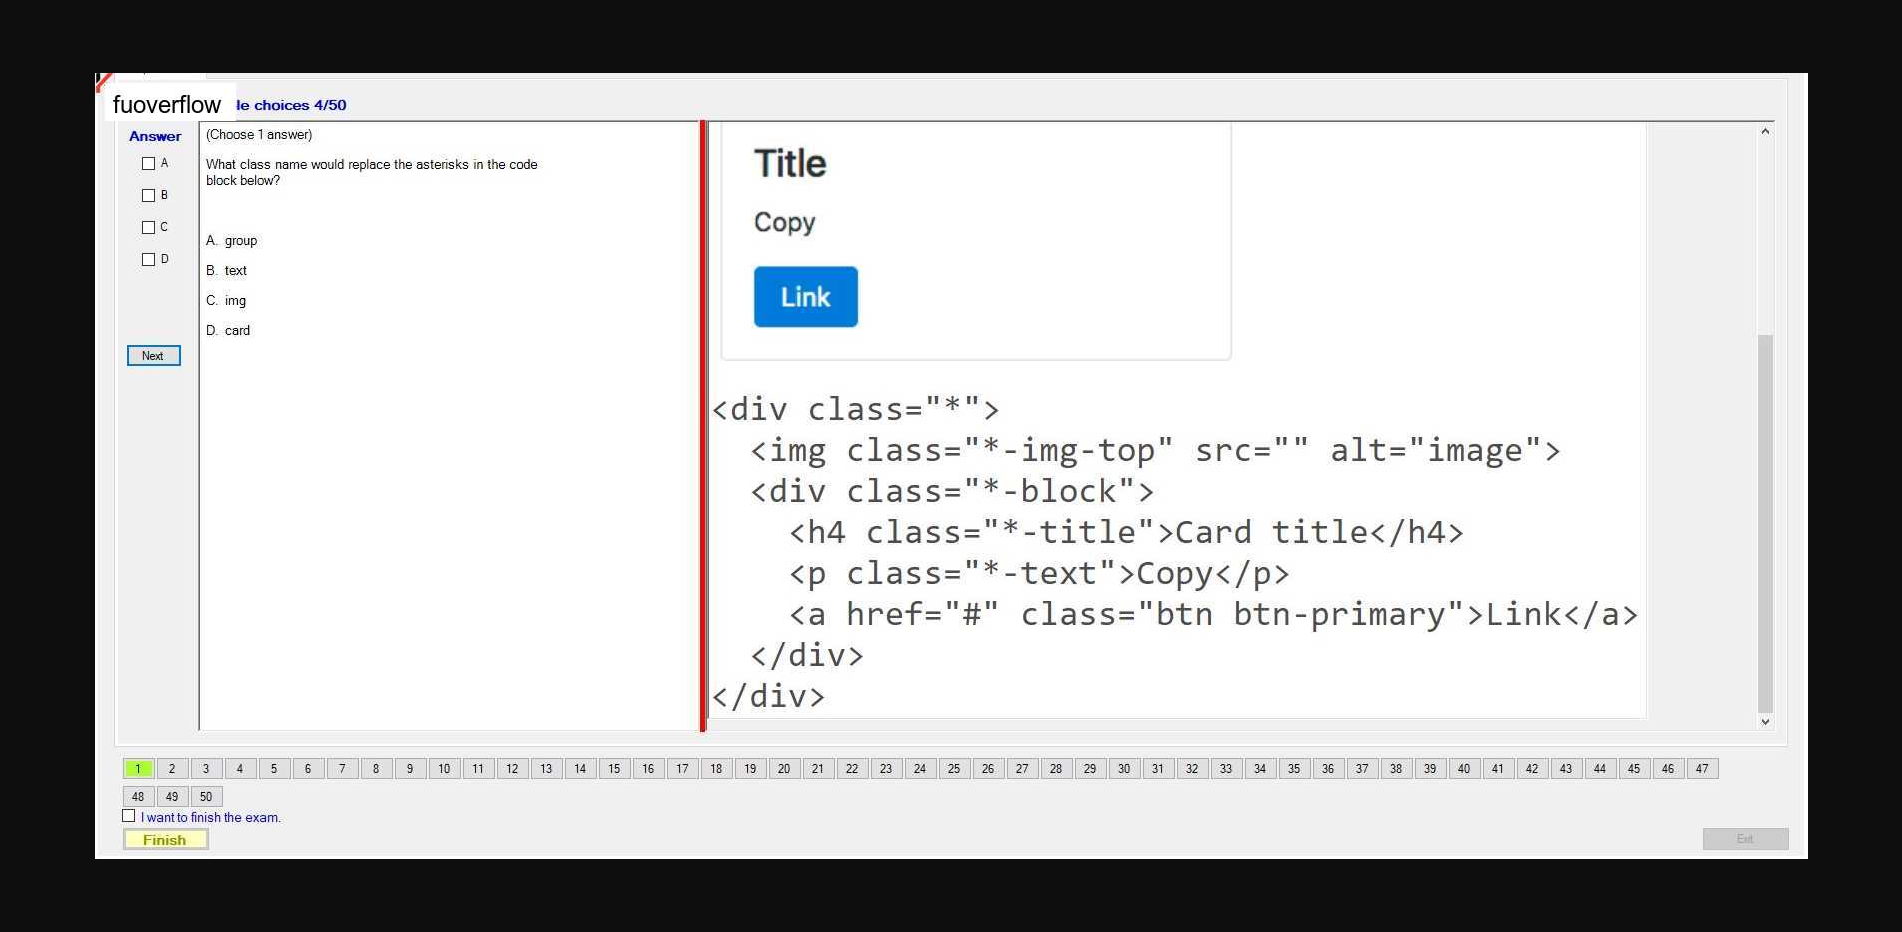 fuoverflow
le choices 4/50
Answer
A
B
C
D
Next
(Choose 1 answer)
What class name would replace the asterisks in the code
block below?
A. group
B. text
C. img
D. card
Title
Copy
Link
<div class="*">
<img class="*-img-top" src="" alt="image">
<div class="*-block">
<h4 class="*-title">Card title</h4>
<p class="*-text">Copy</p>
<a href="#" class="btn btn-primary">Link</a>
</div>
</div>
1 2 3 4 5 6 7 8 9 10 11 12 13 14 15 16 17 18 19 20 21 22 23 24 25 26 27 28 29 30 31 32 33 34 35 36 37 38 39 40 41 42 43 44 45 46 47
48 49 50
I want to finish the exam.
Finish
Exit